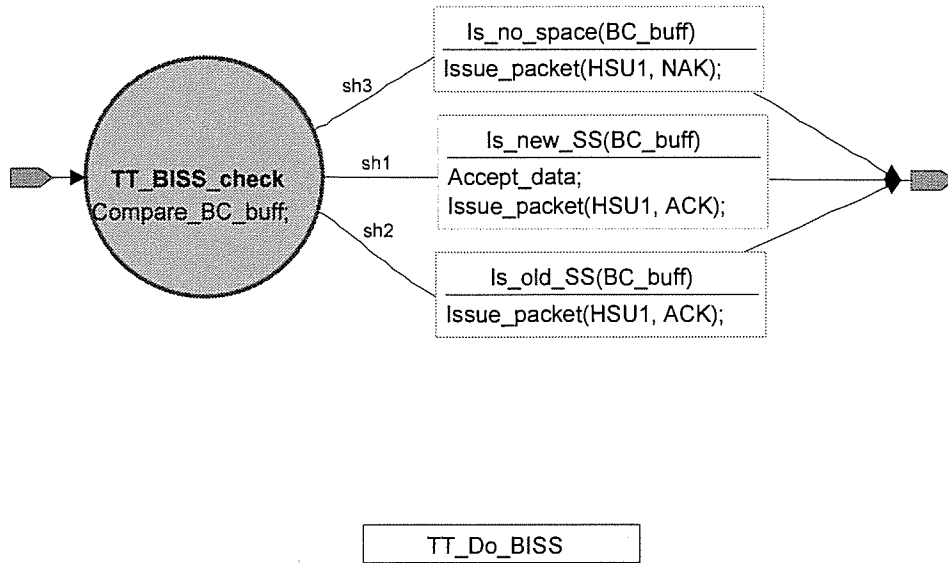 Is_no_space(BC_buff)
Issue_packet(HSU1, NAK);
sh3
TT_BISS_check
Compare_BC_buff;
sh1
Is_new_SS(BC_buff)
Accept_data;
Issue_packet(HSU1, ACK);
sh2
Is_old_SS(BC_buff)
Issue_packet(HSU1, ACK);
TT_Do_BISS